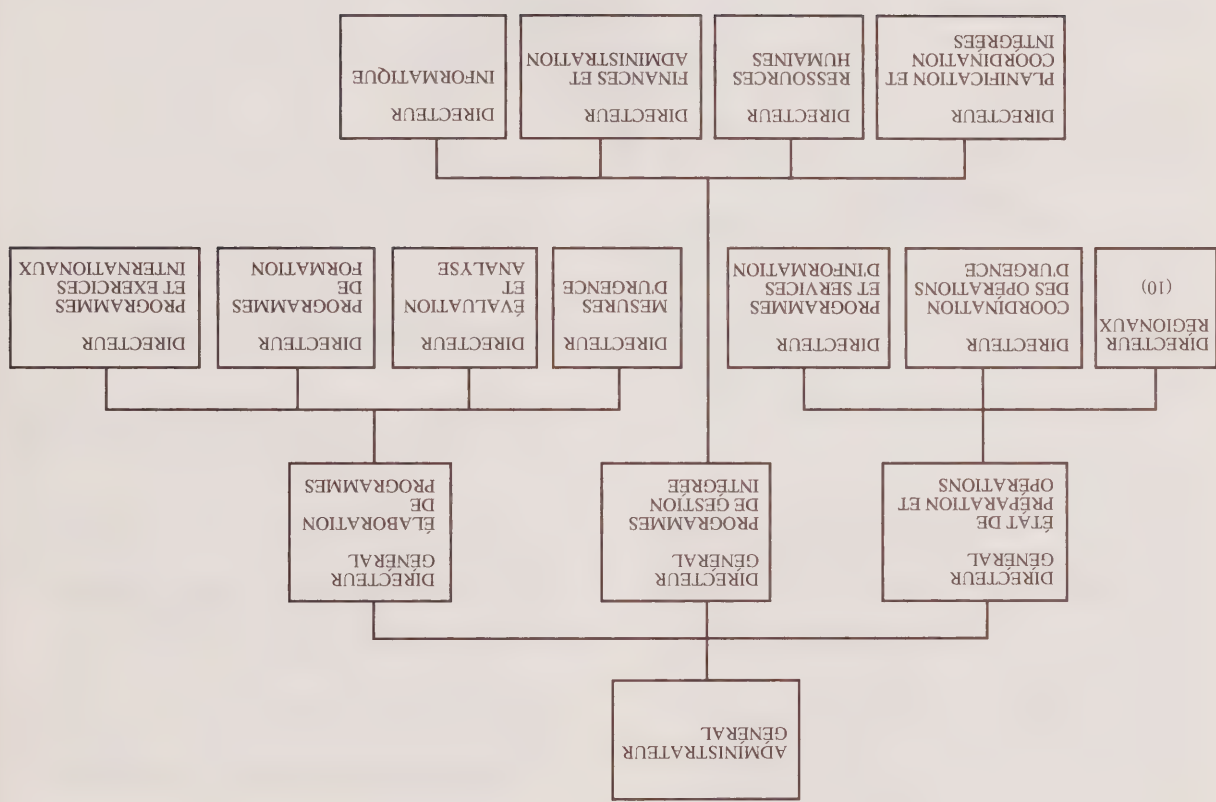 ADMINISTRATEUR
GÉNÉRAL
DIRECTEUR
GÉNÉRAL
ÉTAT DE
PRÉPARATION ET
OPÉRATIONS
DIRECTEUR
GÉNÉRAL
PROGRAMMES
DE GESTION
INTÉGRÉE
DIRECTEUR
GÉNÉRAL
ÉLABORATION
DE
PROGRAMMES
DIRECTEUR
RÉGIONAUX
(10)
DIRECTEUR
COORDINATION
DES OPÉRATIONS
D'URGENCE
DIRECTEUR
PROGRAMMES
ET SERVICES
D'INFORMATION
DIRECTEUR
MESURES
D'URGENCE
DIRECTEUR
ÉVALUATION
ET
ANALYSE
DIRECTEUR
PROGRAMMES
DE
FORMATION
DIRECTEUR
PROGRAMMES
ET EXERCICES
INTERNATIONAUX
DIRECTEUR
PLANIFICATION ET
COORDINATION
INTÉGRÉES
DIRECTEUR
RESSOURCES
HUMAINES
DIRECTEUR
FINANCES ET
ADMINISTRATION
DIRECTEUR
INFORMATIQUE